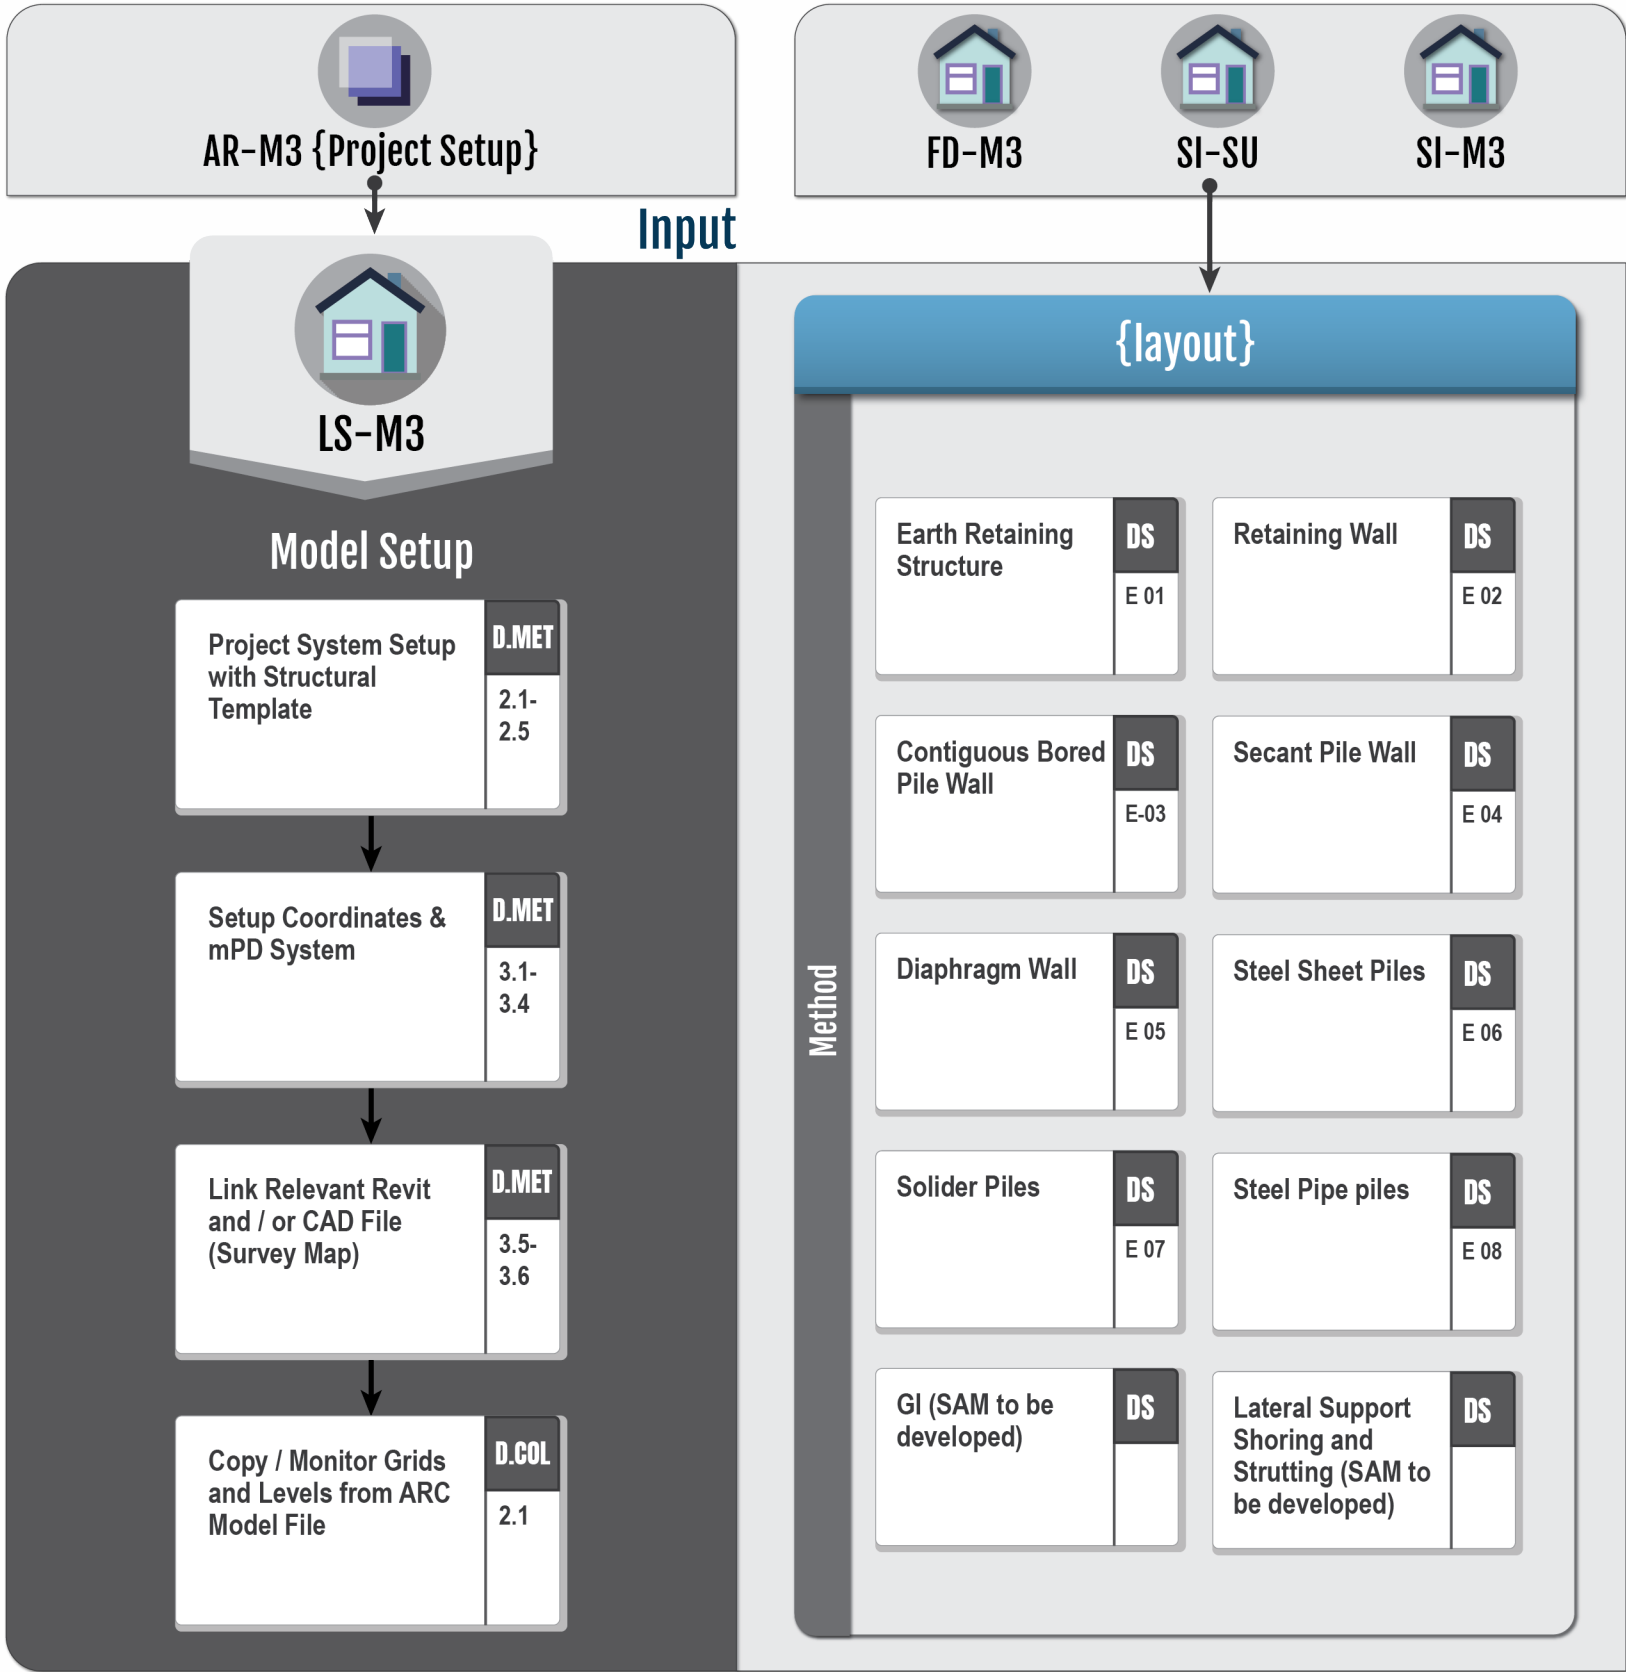 AR-M3 {Project Setup}
FD-M3
SI-SU
SI-M3
Input
LS-M3
Model Setup
Project System Setup
with Structural
Template
D.MET
2.1-
2.5
Setup Coordinates &
mPD System
D.MET
3.1-
3.4
Link Relevant Revit
and / or CAD File
(Survey Map)
D.MET
3.5-
3.6
Copy / Monitor Grids
and Levels from ARC
Model File
D.COL
2.1
{layout}
Method
Earth Retaining
Structure
DS
E 01
Retaining Wall
DS
E 02
Contiguous Bored
Pile Wall
DS
E-03
Secant Pile Wall
DS
E 04
Diaphragm Wall
DS
E 05
Steel Sheet Piles
DS
E 06
Solider Piles
DS
E 07
Steel Pipe piles
DS
E 08
GI (SAM to be
developed)
DS
Lateral Support
Shoring and
Strutting (SAM to
be developed)
DS